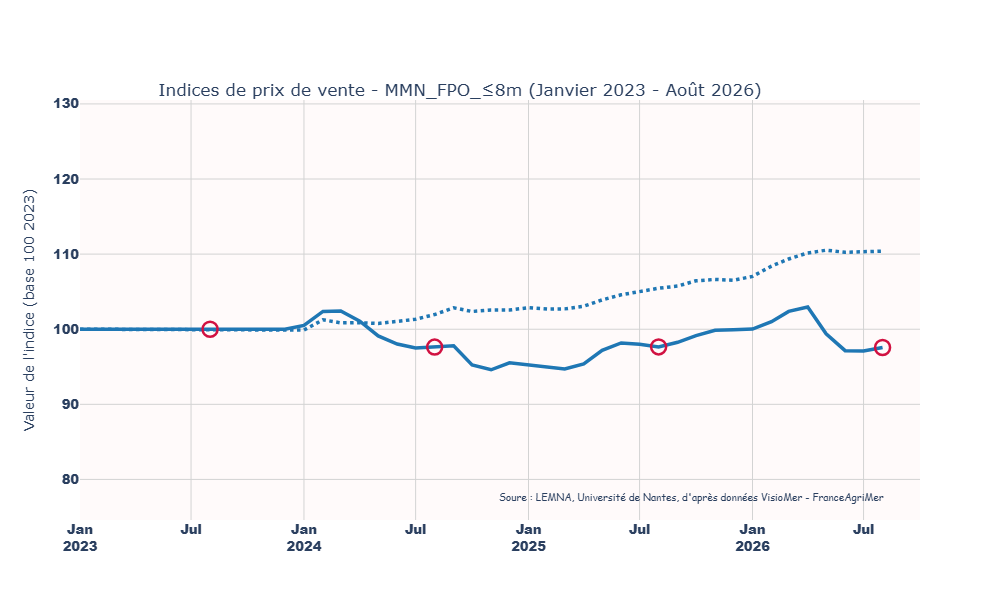 Indices de prix de vente - MMN_FPO_≤8m (Janvier 2023 - Août 2026)
Valeur de l'indice (base 100 2023)
130
120
110
100
90
80
Soure : LEMNA, Université de Nantes, d'après données VisioMer - FranceAgriMer
Jan Jul Jan Jul Jan Jul Jan Jul
2023 2024 2025 2026